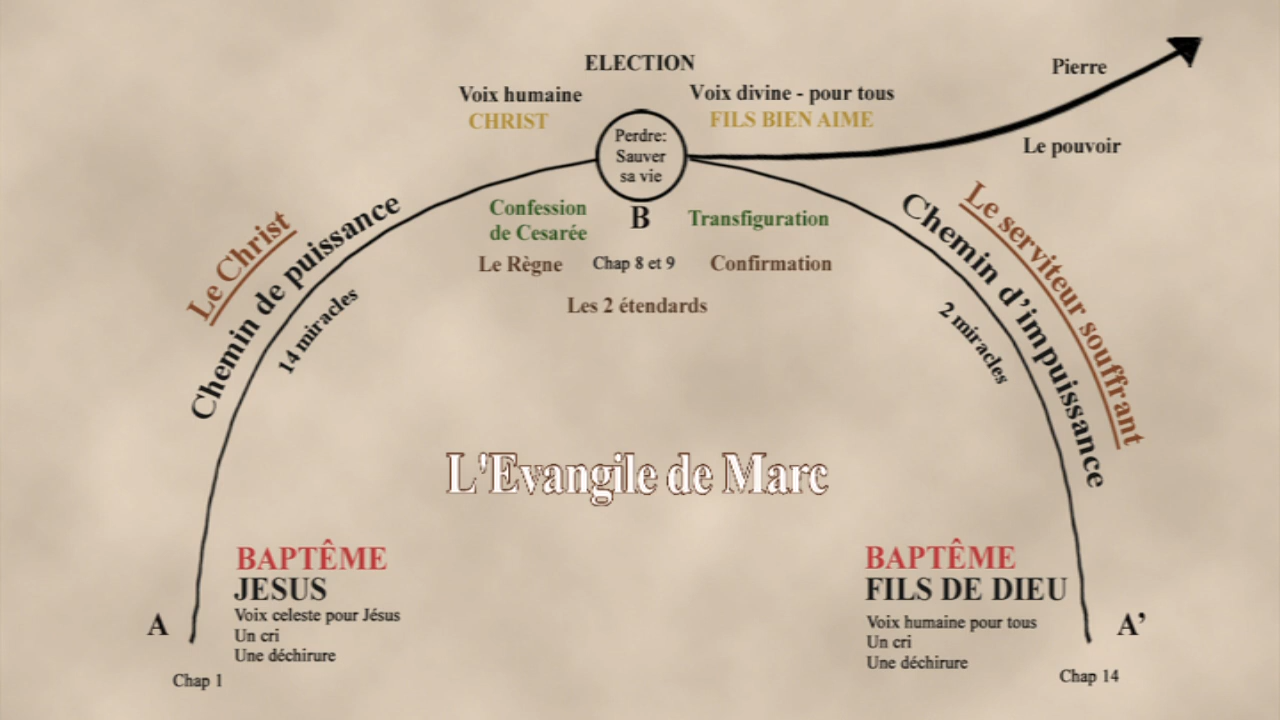 ELECTION
Voix humaine
CHRIST
Voix divine - pour tous
FILS BIEN AIME
Pierre
Le pouvoir
Perdre:
Sauver
sa vie
B
Confession
de Cesarée
Transfiguration
Le Règne
Chap 8 et 9
Confirmation
Les 2 étendards
Le Christ
Chemin de puissance
14 miracles
Le serviteur souffrant
Chemin d'impuissance
2 miracles
L'Evangile de Marc
BAPTÊME
JESUS
Voix celeste pour Jésus
Un cri
Une déchirure
A
Chap 1
BAPTÊME
FILS DE DIEU
Voix humaine pour tous
Un cri
Une déchirure
A'
Chap 14